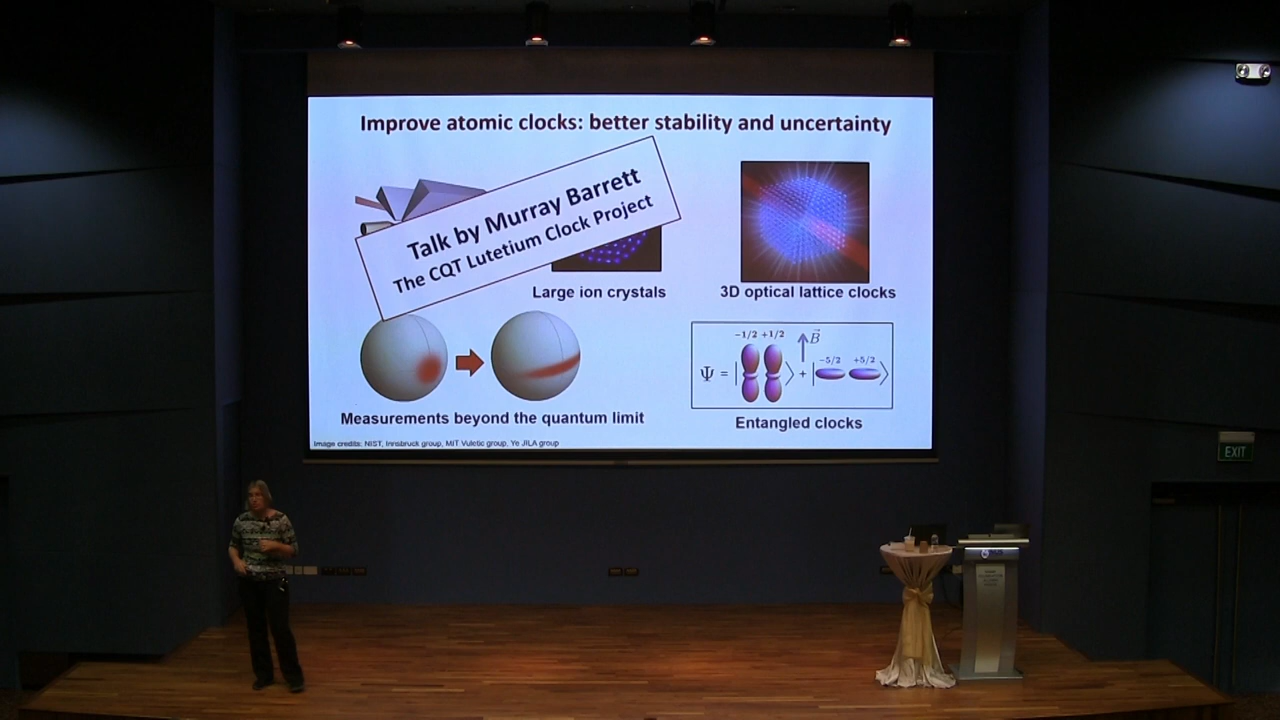 Improve atomic clocks: better stability and uncertainty
Talk by Murray Barrett
The CQT Lutetium Clock Project
Large ion crystals
3D optical lattice clocks
−1/2 +1/2
B
−5/2 +5/2
Ψ = | ⟩ + | ⟩
Measurements beyond the quantum limit
Entangled clocks
Image credits: NIST, Innsbruck group, MIT Vuletic group, Ye JILA group
EXIT
NUS